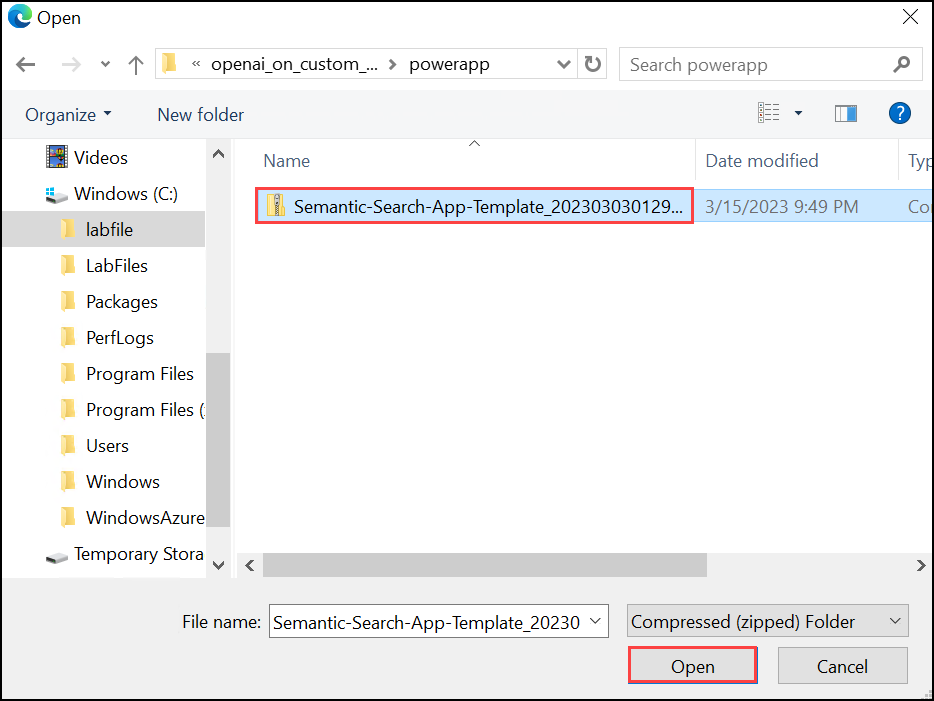 Open
« openai_on_custom_... > powerapp
Search powerapp
Organize
New folder
?
Name
Date modified
Typ
Videos
Windows (C:)
labfile
LabFiles
Packages
PerfLogs
Program Files
Program Files (
Users
Windows
WindowsAzure
Temporary Stora
Semantic-Search-App-Template_202303030129... 3/15/2023 9:49 PM Co
File name: Semantic-Search-App-Template_20230
Compressed (zipped) Folder
Open
Cancel